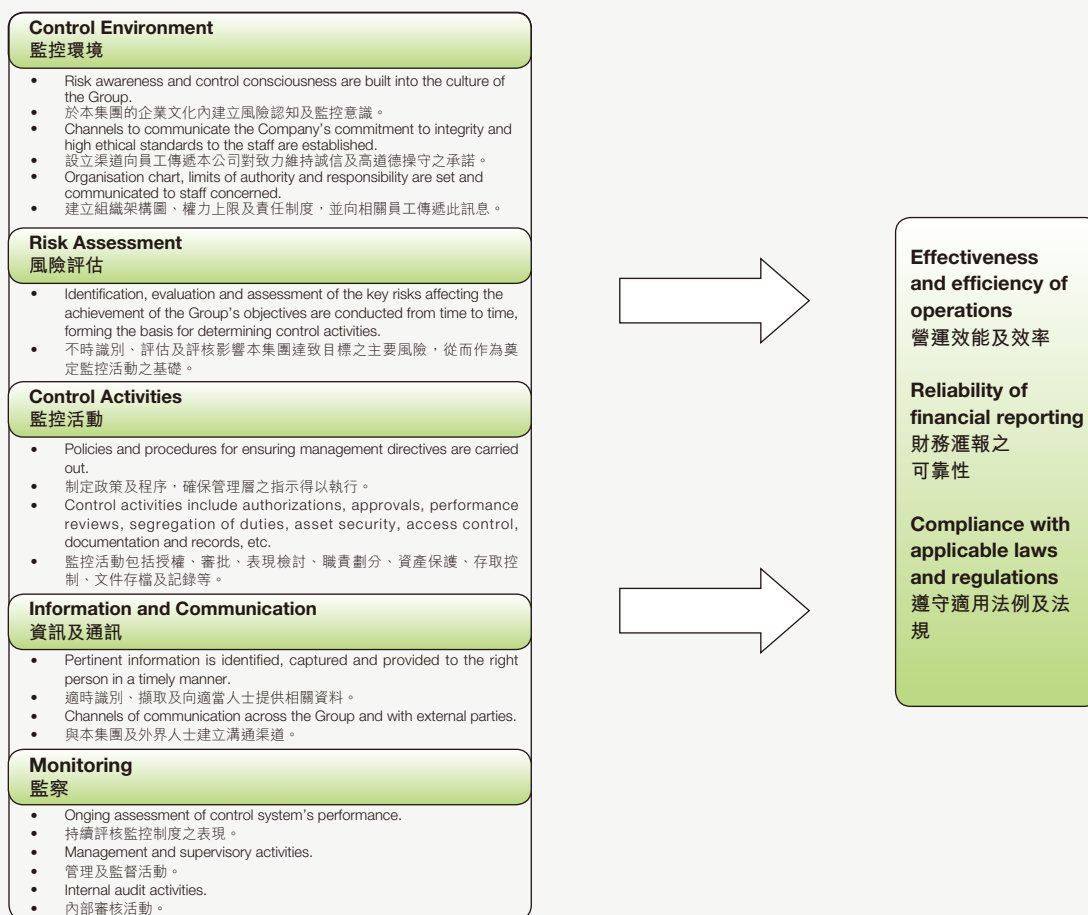 Control Environment
監控環境
• Risk awareness and control consciousness are built into the culture of
the Group.
• 於本集團的企業文化內建立風險認知及監控意識。
• Channels to communicate the Company's commitment to integrity and
high ethical standards to the staff are established.
• 設立渠道向員工傳遞本公司對致力維持誠信及高道德操守之承諾。
• Organisation chart, limits of authority and responsibility are set and
communicated to staff concerned.
• 建立組織架構圖、權力上限及責任制度，並向相關員工傳遞此訊息。
Risk Assessment
風險評估
• Identification, evaluation and assessment of the key risks affecting the
achievement of the Group's objectives are conducted from time to time,
forming the basis for determining control activities.
• 不時識別、評估及評核影響本集團達致目標之主要風險，從而作為奠
定監控活動之基礎。
Control Activities
監控活動
• Policies and procedures for ensuring management directives are carried
out.
• 制定政策及程序，確保管理層之指示得以執行。
• Control activities include authorizations, approvals, performance
reviews, segregation of duties, asset security, access control,
documentation and records, etc.
• 監控活動包括授權、審批、表現檢討、職責劃分、資產保護、存取控
制、文件存檔及記錄等。
Information and Communication
資訊及通訊
• Pertinent information is identified, captured and provided to the right
person in a timely manner.
• 適時識別、擷取及向適當人士提供相關資料。
• Channels of communication across the Group and with external parties.
• 與本集團及外界人士建立溝通渠道。
Monitoring
監察
• Onging assessment of control system's performance.
• 持續評核監控制度之表現。
• Management and supervisory activities.
• 管理及監督活動。
• Internal audit activities.
• 內部審核活動。
Effectiveness
and efficiency of
operations
營運效能及效率
Reliability of
financial reporting
財務滙報之
可靠性
Compliance with
applicable laws
and regulations
遵守適用法例及法
規